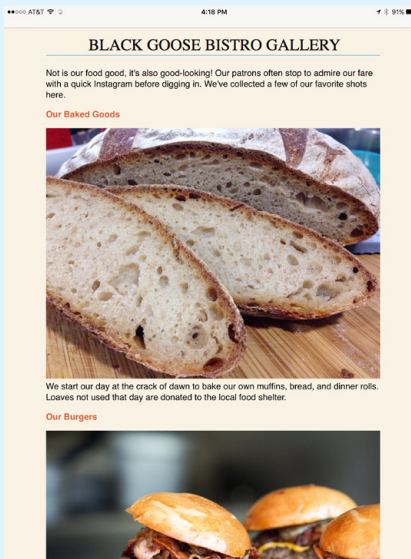 AT&T 4:18 PM 91%
BLACK GOOSE BISTRO GALLERY
Not is our food good, it's also good-looking! Our patrons often stop to admire our fare
with a quick Instagram before digging in. We've collected a few of our favorite shots
here.
Our Baked Goods
We start our day at the crack of dawn to bake our own muffins, bread, and dinner rolls.
Loaves not used that day are donated to the local food shelter.
Our Burgers